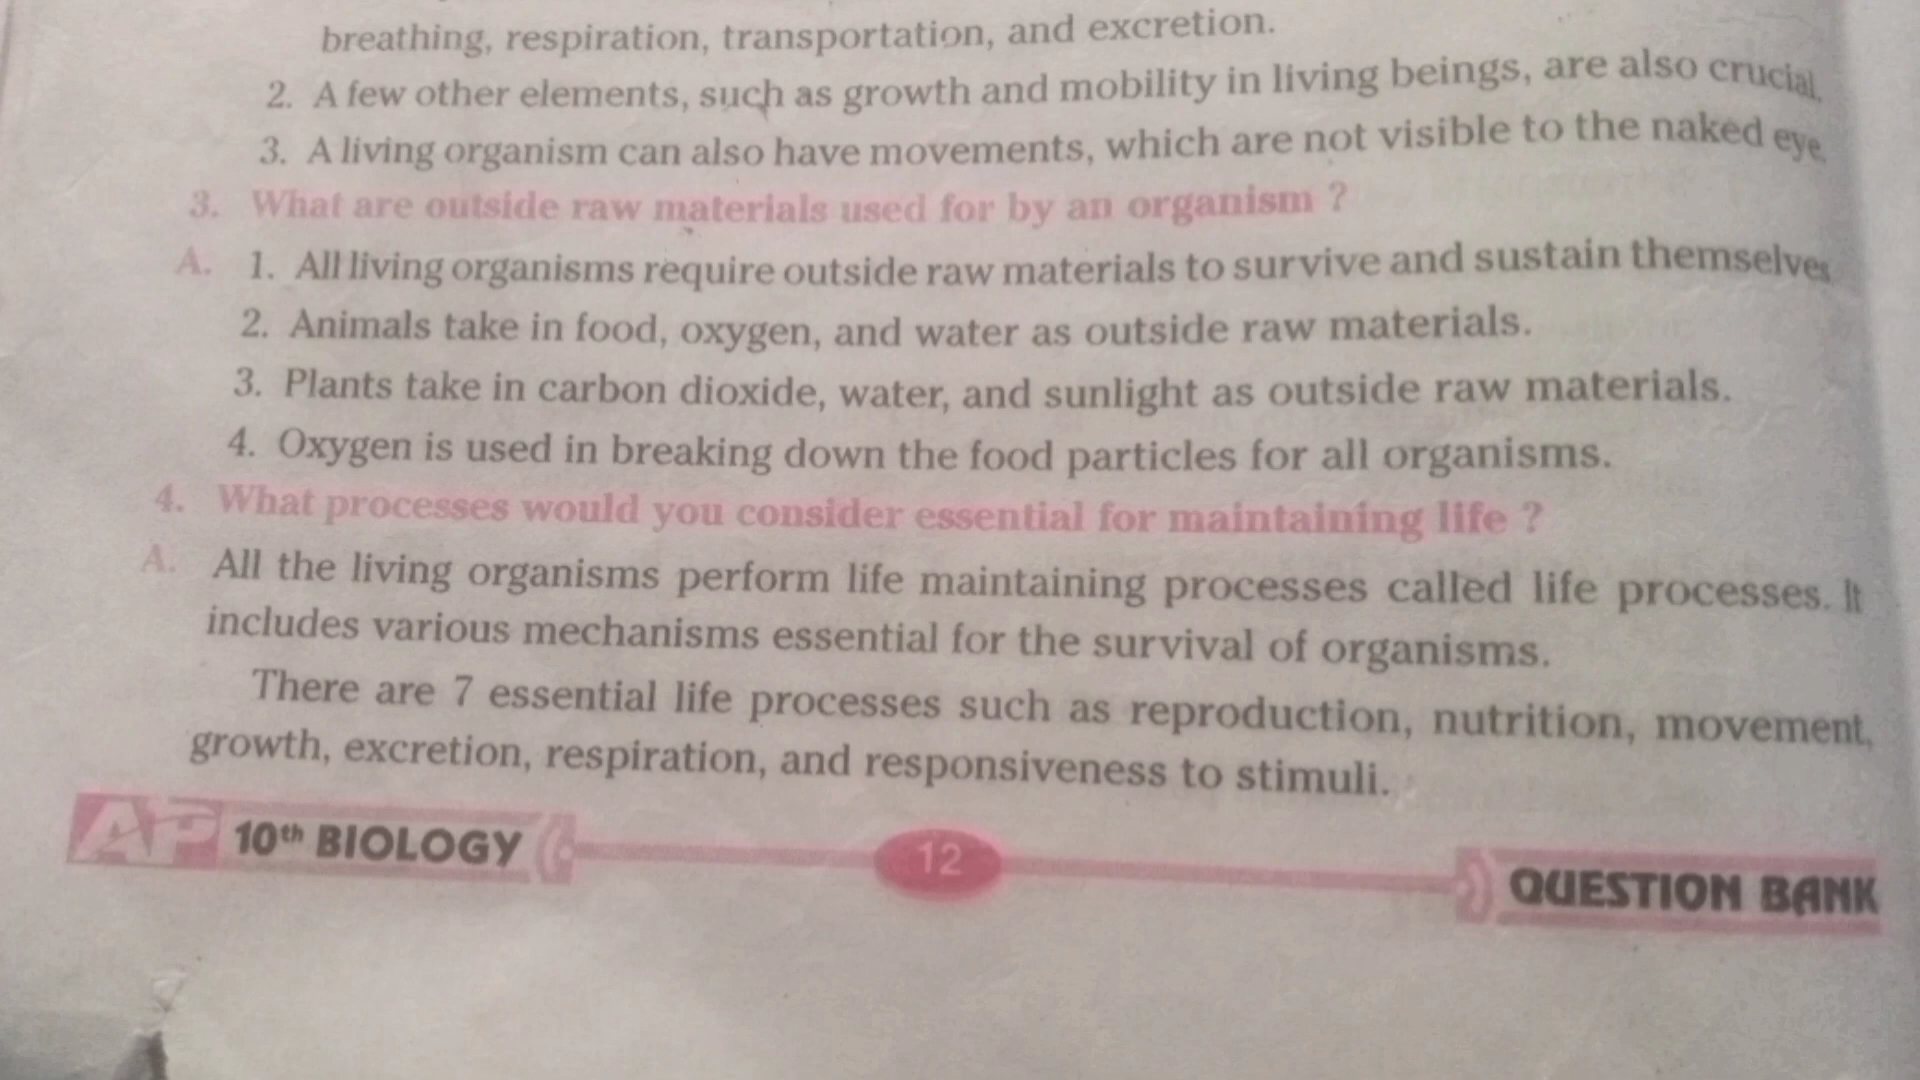 breathing, respiration, transportation, and excretion.
2. A few other elements, such as growth and mobility in living beings, are also crucial.
3. A living organism can also have movements, which are not visible to the naked eye.
3. What are outside raw materials used for by an organism ?
A. 1. All living organisms require outside raw materials to survive and sustain themselves
2. Animals take in food, oxygen, and water as outside raw materials.
3. Plants take in carbon dioxide, water, and sunlight as outside raw materials.
4. Oxygen is used in breaking down the food particles for all organisms.
4. What processes would you consider essential for maintaining life ?
A. All the living organisms perform life maintaining processes called life processes. It
includes various mechanisms essential for the survival of organisms.
There are 7 essential life processes such as reproduction, nutrition, movement,
growth, excretion, respiration, and responsiveness to stimuli.
AP 10th BIOLOGY 12 QUESTION BANK